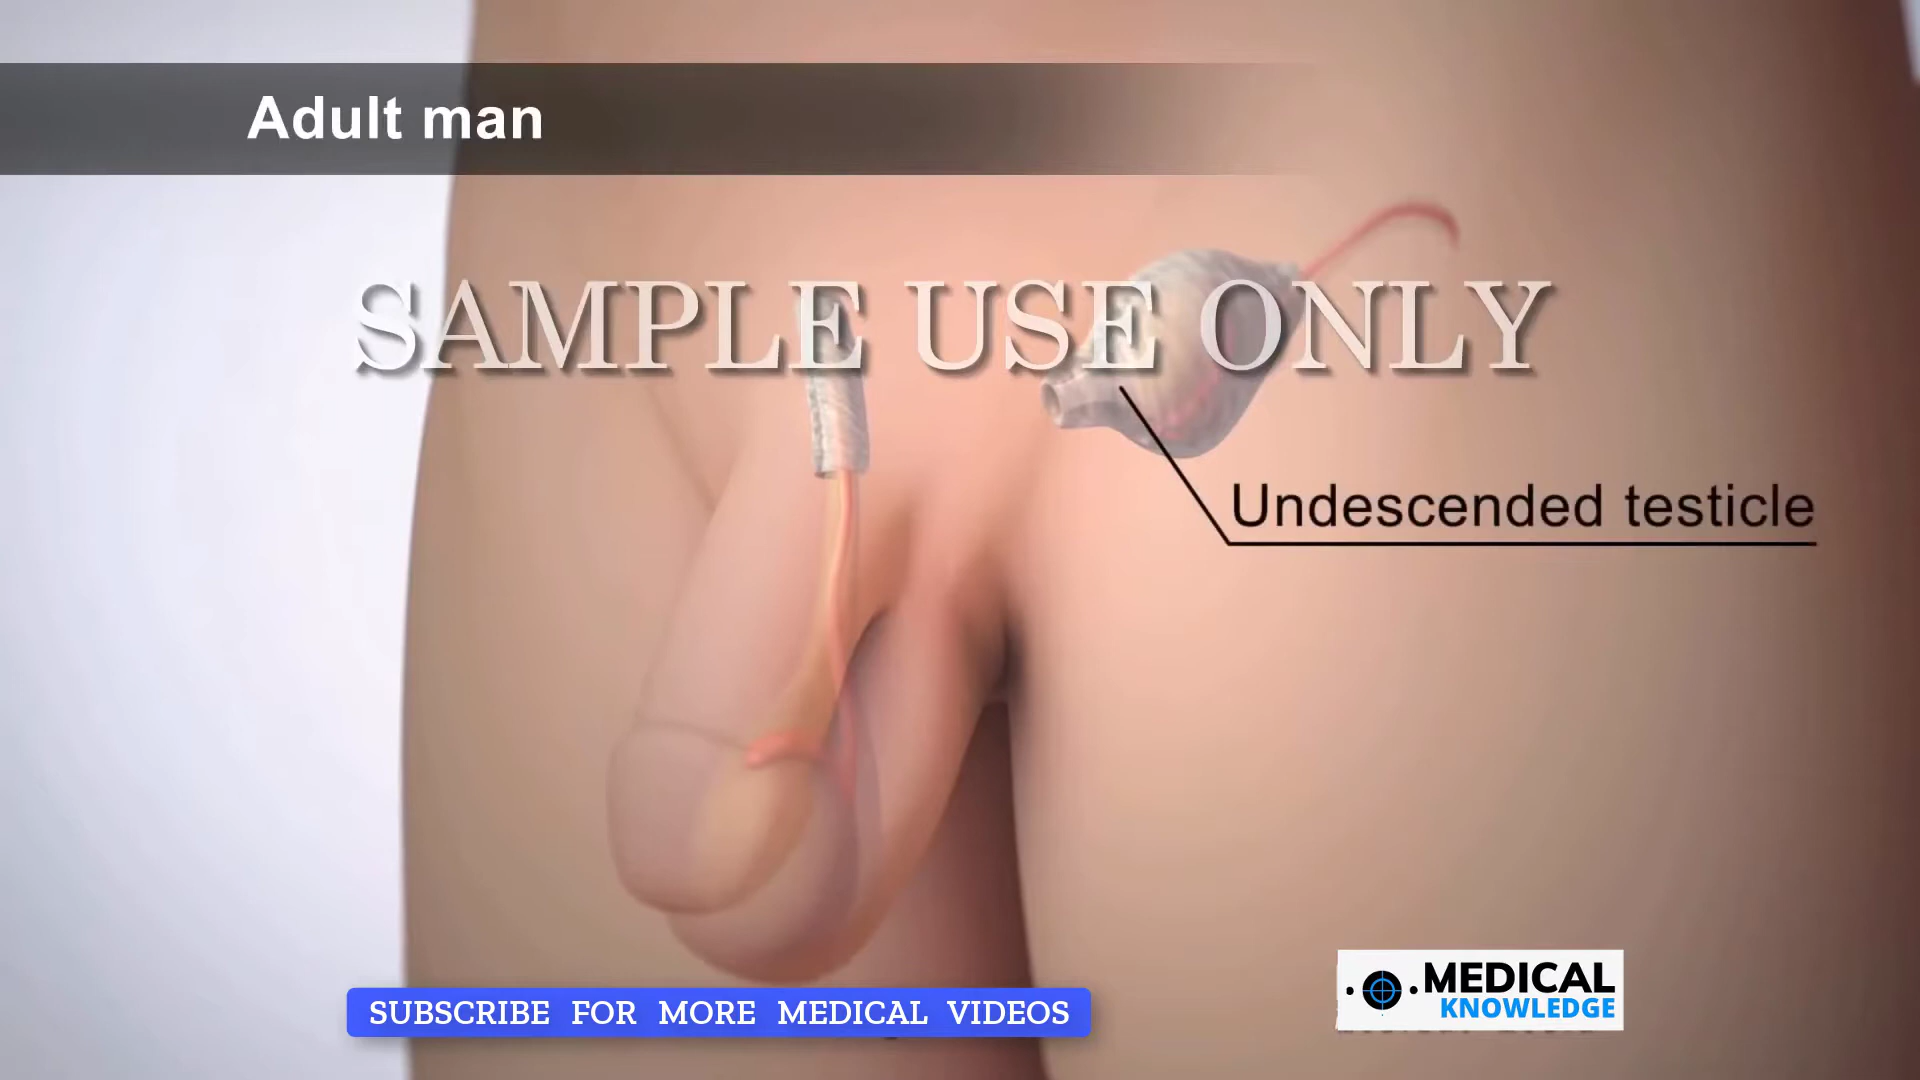 Adult man
SAMPLE USE ONLY
Undescended testicle
MEDICAL
KNOWLEDGE
SUBSCRIBE FOR MORE MEDICAL VIDEOS